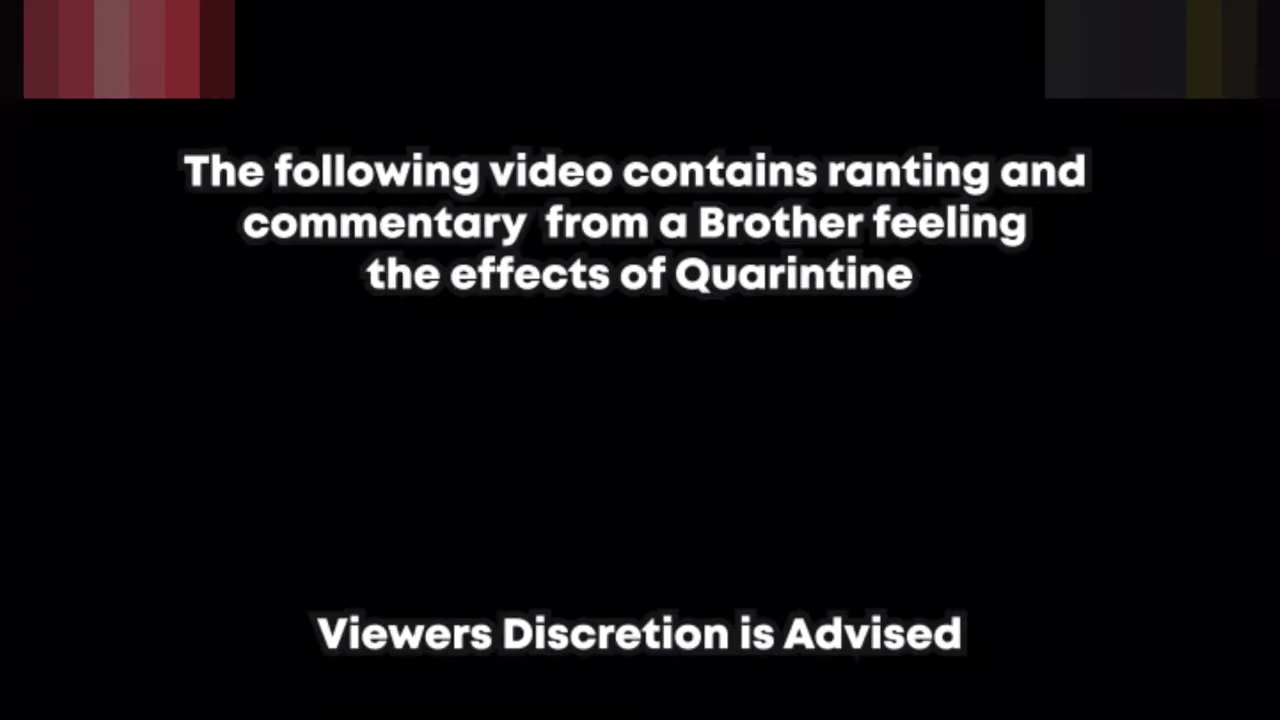 The following video contains ranting and
commentary  from a Brother feeling
the effects of Quarintine
Viewers Discretion is Advised